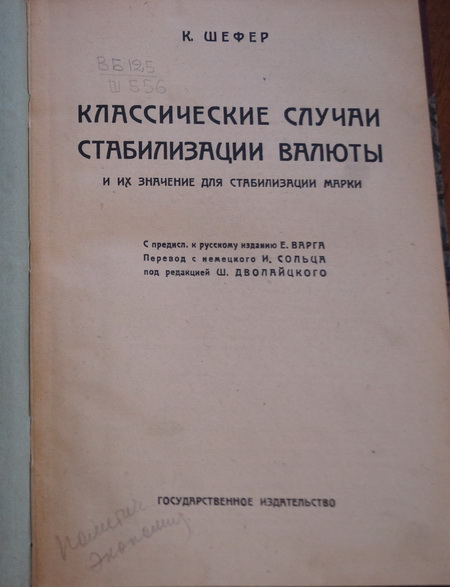 К. ШЕФЕР
ВБ 125
Ш 556
КЛАССИЧЕСКИЕ СЛУЧАИ
СТАБИЛИЗАЦИИ ВАЛЮТЫ
И ИХ ЗНАЧЕНИЕ ДЛЯ СТАБИЛИЗАЦИИ МАРКИ
С предисл. к русскому изданию Е. ВАРГА
Перевод с немецкого И. СОЛЬЦА
под редакцией Ш. ДВОЛАЙЦКОГО
ГОСУДАРСТВЕННОЕ ИЗДАТЕЛЬСТВО